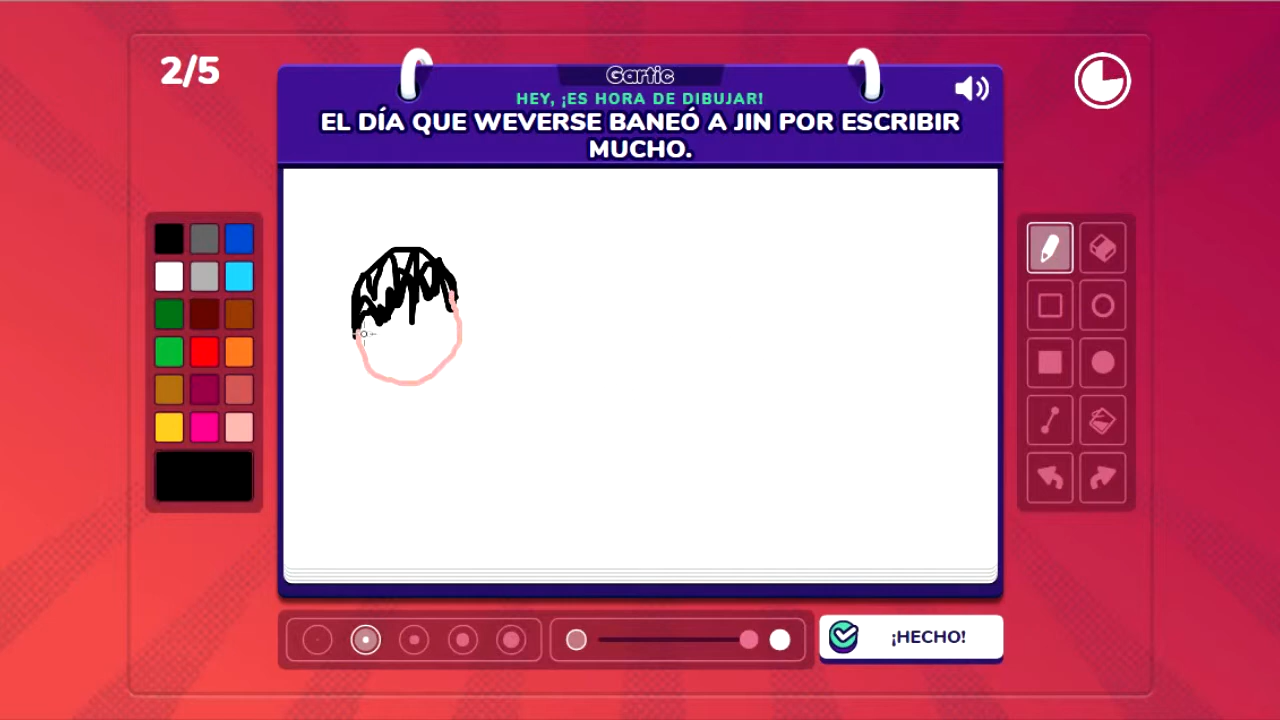 2/5
Gartic
HEY, ¡ES HORA DE DIBUJAR!
EL DÍA QUE WEVERSE BANEÓ A JIN POR ESCRIBIR
MUCHO.
¡HECHO!